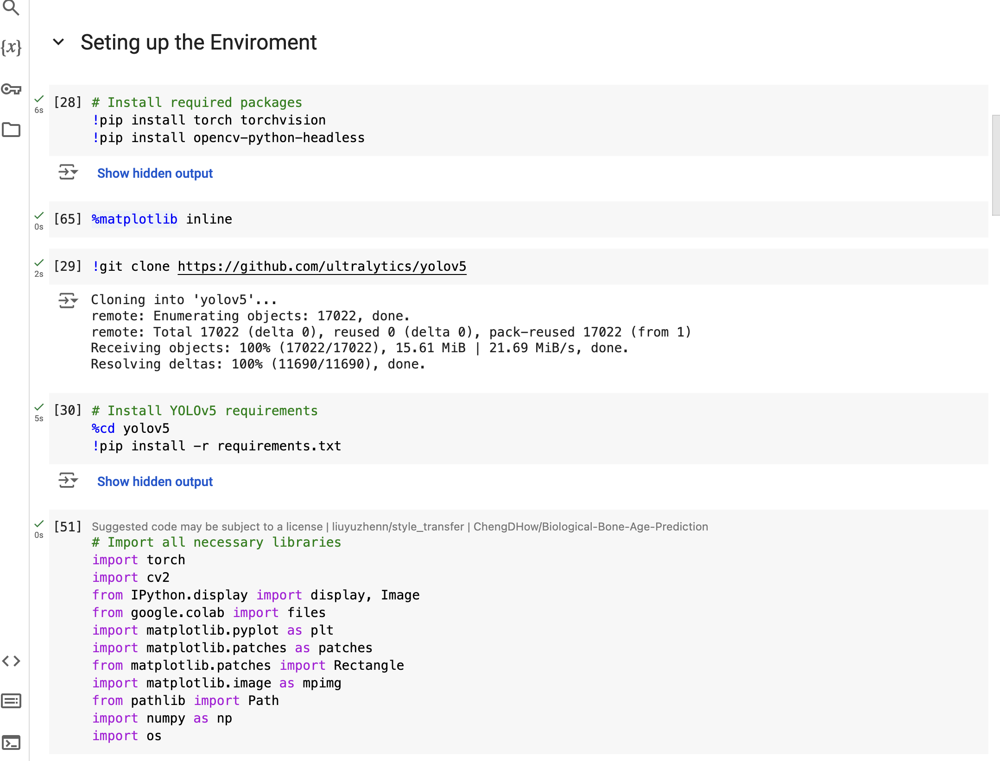 Seting up the Enviroment
{x}
[28] # Install required packages
6s
!pip install torch torchvision
!pip install opencv-python-headless
Show hidden output
[65] %matplotlib inline
0s
[29] !git clone https://github.com/ultralytics/yolov5
2s
Cloning into 'yolov5'...
remote: Enumerating objects: 17022, done.
remote: Total 17022 (delta 0), reused 0 (delta 0), pack-reused 17022 (from 1)
Receiving objects: 100% (17022/17022), 15.61 MiB | 21.69 MiB/s, done.
Resolving deltas: 100% (11690/11690), done.
[30] # Install YOLOv5 requirements
5s
%cd yolov5
!pip install -r requirements.txt
Show hidden output
[51] Suggested code may be subject to a license | liuyuzhenn/style_transfer | ChengDHow/Biological-Bone-Age-Prediction
0s
# Import all necessary libraries
import torch
import cv2
from IPython.display import display, Image
from google.colab import files
import matplotlib.pyplot as plt
import matplotlib.patches as patches
from matplotlib.patches import Rectangle
import matplotlib.image as mpimg
from pathlib import Path
import numpy as np
import os